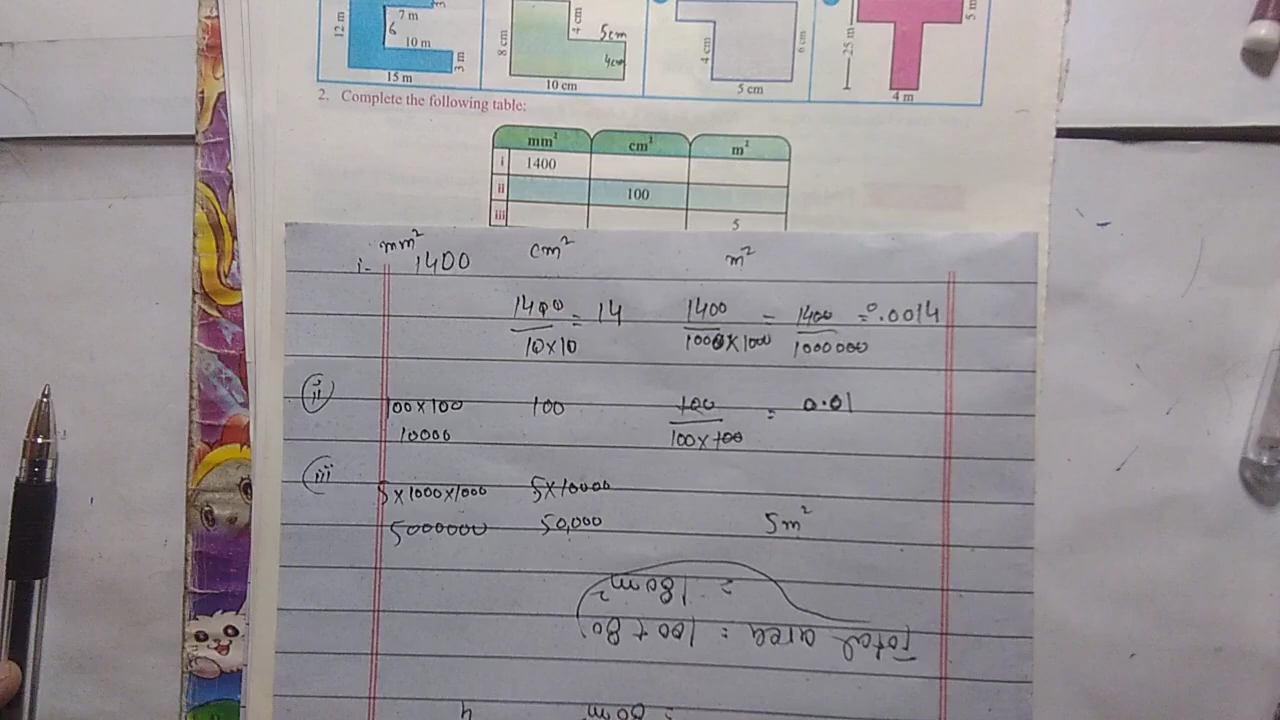 12 m
7 m
6
10 m
3 m
15 m
8 cm
4 cm
5cm
4cm
10 cm
4 cm
6 cm
5 cm
25 m
5 m
4 m
2. Complete the following table:
mm² cm² m²
i 1400
ii 100
iii 5
mm² cm² m²
i- 1400
1400/10×10 = 14 1400/1000×1000 = 1400/1000000 = 0.0014
(ii) 100×100 100 100/100×100 = 0.01
10000
(iii) 5×1000×1000 5×10000
5000000 50,000 5m²
= 180m²
Total area = 100 + 80